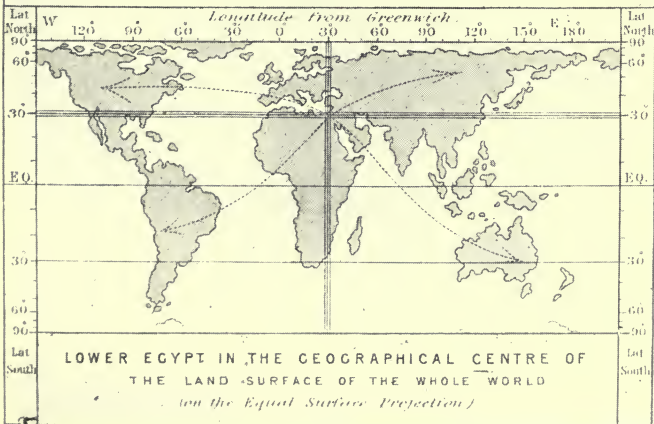 Lat North W Longitude from Greenwich. E. Lat North
120° 90 60° 30 0° 30 60° 90 120° 150° 180°
90° 90°
60° 60°
30° 30°
EQ. EQ.
30° 30°
60° 60°
90° 90°
Lat South Lat South
LOWER EGYPT IN THE GEOGRAPHICAL CENTRE OF
THE LAND SURFACE OF THE WHOLE WORLD
(on the Equal Surface Projection)